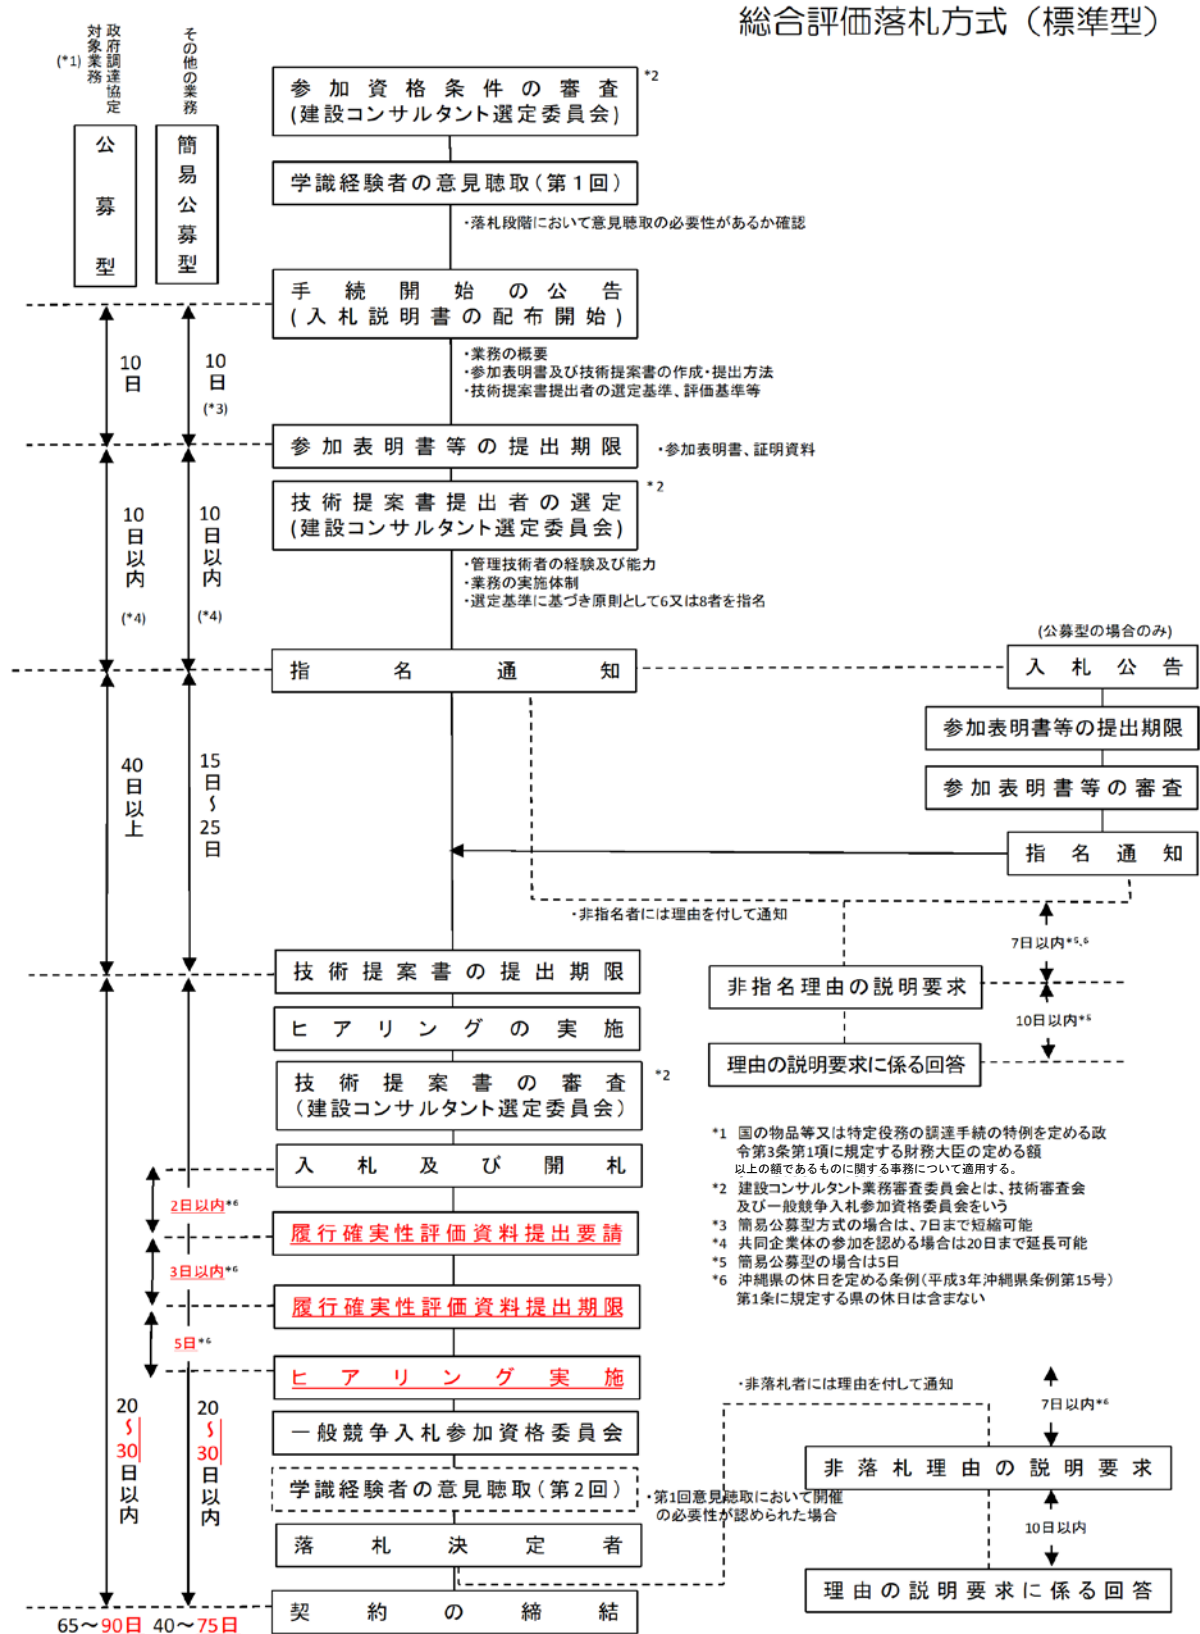 総合評価落札方式（標準型）
政府調達協定
対象業務
(*1)
その他の業務
公募型
簡易公募型
参加資格条件の審査
(建設コンサルタント選定委員会)
*2
学識経験者の意見聴取(第1回)
・落札段階において意見聴取の必要性があるか確認
手続開始の公告
(入札説明書の配布開始)
・業務の概要
・参加表明書及び技術提案書の作成・提出方法
・技術提案書提出者の選定基準、評価基準等
10日
10日
(*3)
参加表明書等の提出期限
・参加表明書、証明資料
技術提案書提出者の選定
(建設コンサルタント選定委員会)
*2
・管理技術者の経験及び能力
・業務の実施体制
・選定基準に基づき原則として6又は8者を指名
10日以内
(*4)
10日以内
(*4)
指名通知
(公募型の場合のみ)
入札公告
参加表明書等の提出期限
参加表明書等の審査
指名通知
40日以上
15日～25日
・非指名者には理由を付して通知
7日以内*5,6
非指名理由の説明要求
10日以内*5
理由の説明要求に係る回答
技術提案書の提出期限
ヒアリングの実施
技術提案書の審査
(建設コンサルタント選定委員会)
*2
入札及び開札
2日以内*6
履行確実性評価資料提出要請
3日以内*6
履行確実性評価資料提出期限
5日*6
ヒアリング実施
一般競争入札参加資格委員会
学識経験者の意見聴取(第2回)
・第1回意見聴取において開催
の必要性が認められた場合
落札決定者
契約の締結
20～30日以内
20～30日以内
65～90日
40～75日
*1 国の物品等又は特定役務の調達手続の特例を定める政
令第3条第1項に規定する財務大臣の定める額
以上の額であるものに関する事務について適用する。
*2 建設コンサルタント業務審査委員会とは、技術審査会
及び一般競争入札参加資格委員会をいう
*3 簡易公募型方式の場合は、7日まで短縮可能
*4 共同企業体の参加を認める場合は20日まで延長可能
*5 簡易公募型の場合は5日
*6 沖縄県の休日を定める条例(平成3年沖縄県条例第15号)
第1条に規定する県の休日は含まない
・非落札者には理由を付して通知
7日以内*6
非落札理由の説明要求
10日以内
理由の説明要求に係る回答